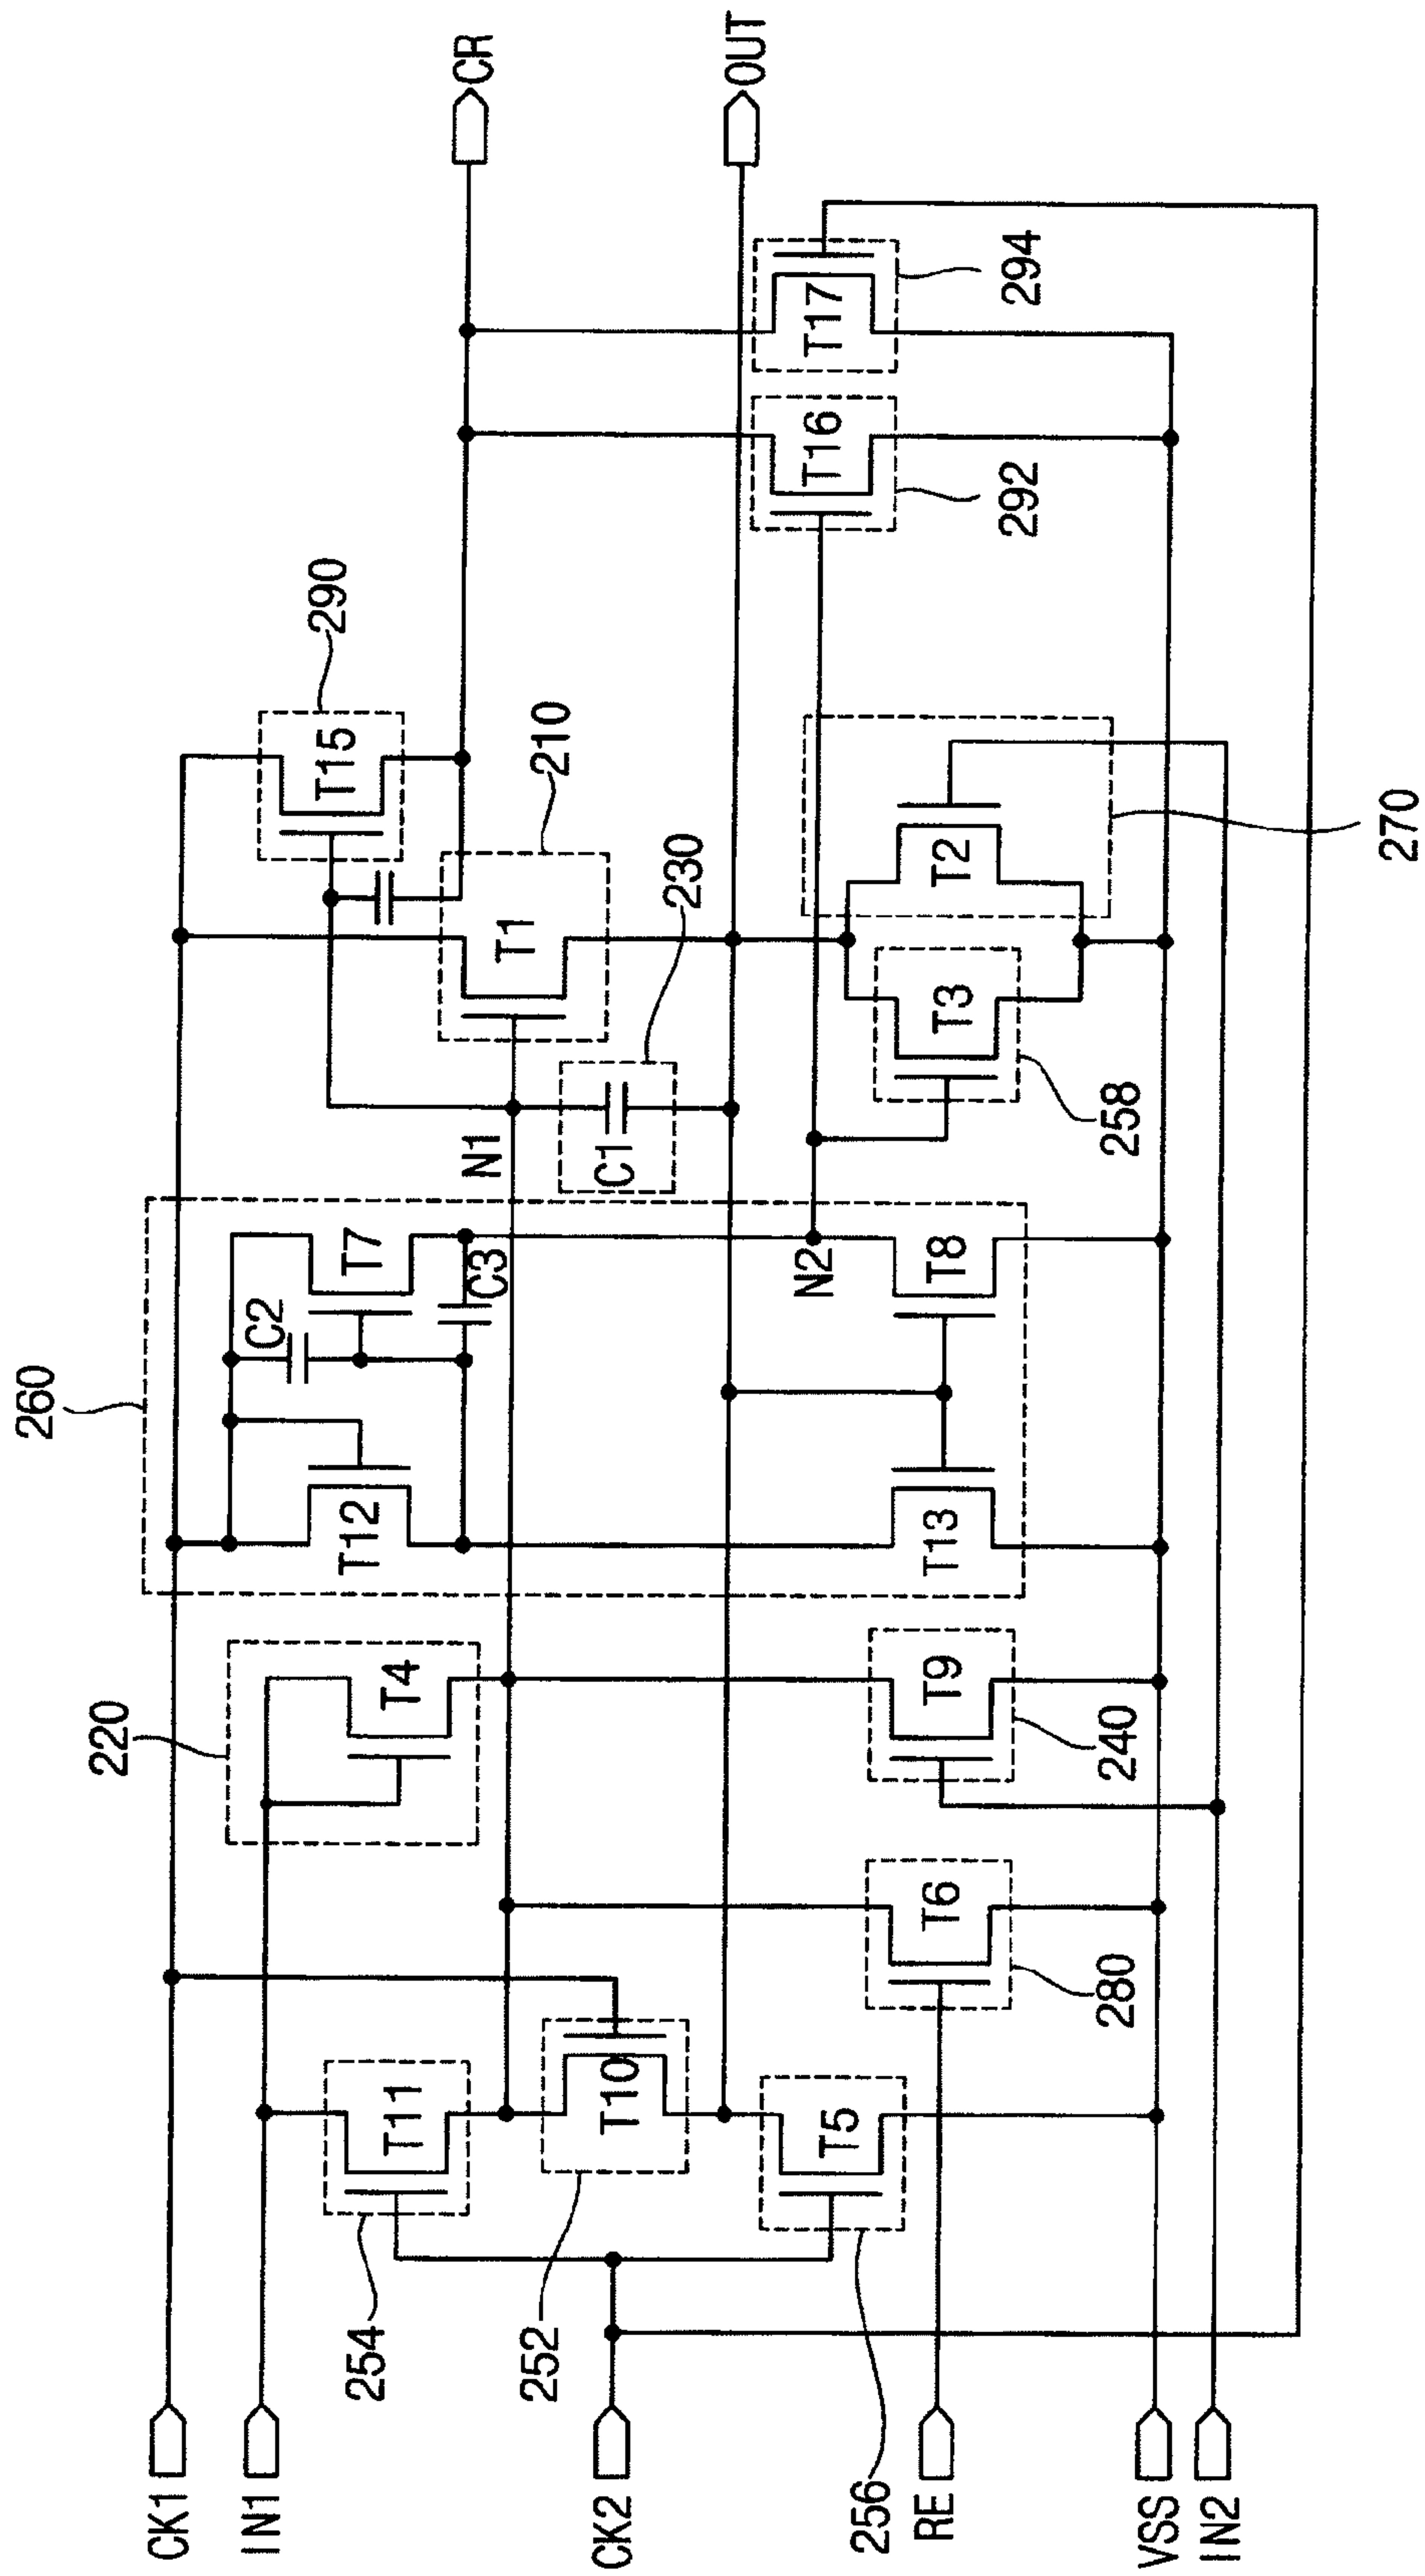 CK1
IN1
CK2
RE
VSS
IN2
CR
OUT
254
T11
252
T10
256
T5
280
T6
220
T4
240
T9
260
T12
C2
T7
C3
T13
T8
N1
N2
230
C1
210
T1
290
T15
258
T3
T2
270
292
T16
294
T17